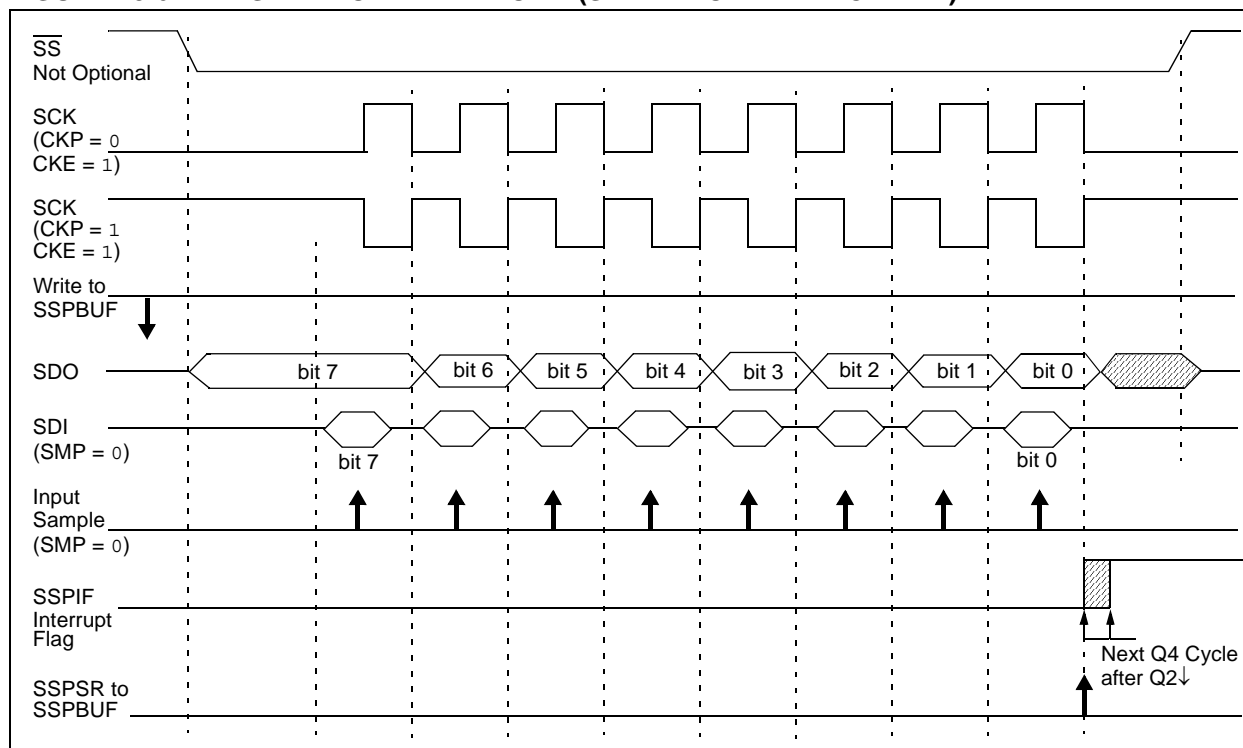 SS
Not Optional
SCK
(CKP = 0
CKE = 1)
SCK
(CKP = 1
CKE = 1)
Write to
SSPBUF
SDO
bit 7
bit 6
bit 5
bit 4
bit 3
bit 2
bit 1
bit 0
SDI
(SMP = 0)
bit 7
bit 0
Input
Sample
(SMP = 0)
SSPIF
Interrupt
Flag
Next Q4 Cycle
after Q2↓
SSPSR to
SSPBUF